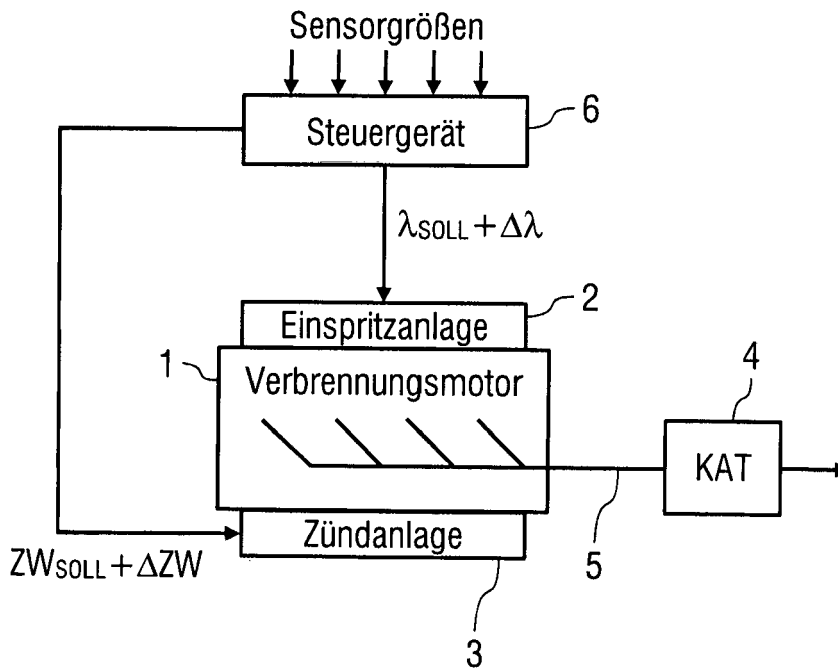 Sensorgrößen
Steuergerät
6
λSOLL+Δλ
2
Einspritzanlage
1
Verbrennungsmotor
4
KAT
Zündanlage
5
ZWSOLL+ΔZW
3